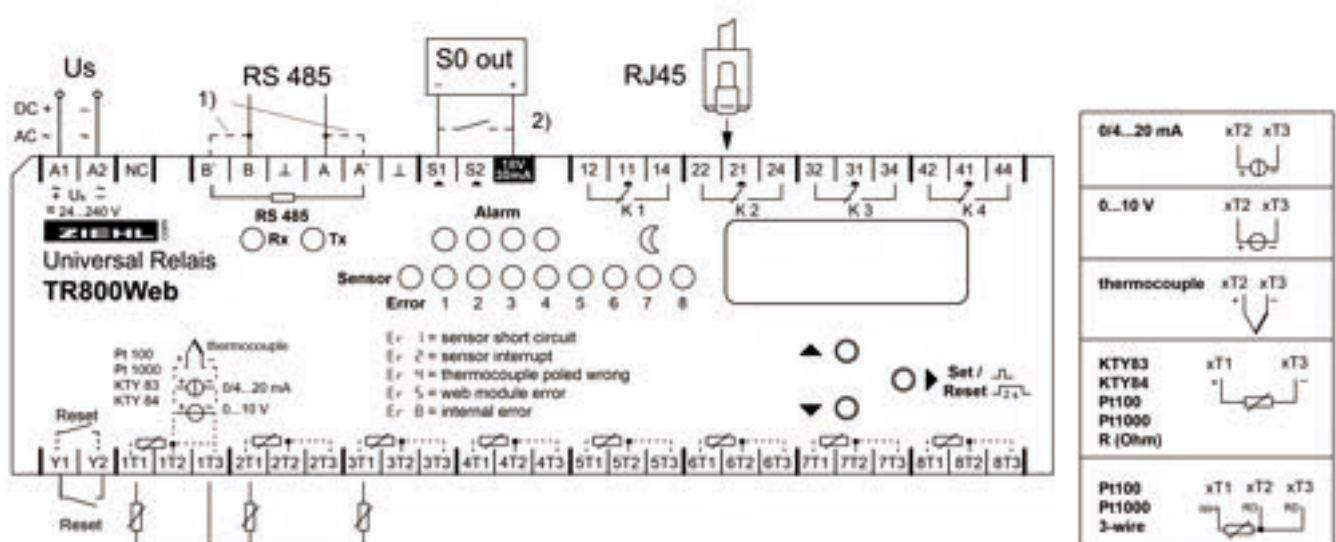 Us
RS 485
S0 out
- +
RJ45
DC + -
AC ~ ~
1)
2)
A1 A2 NC B' B ⊥ A A' ⊥ S1 S2 18V 12 11 14 22 21 24 32 31 34 42 41 44
K 1 K 2 K 3 K 4
Us
= 24...240 V
ZIEHL .com
RS 485
Rx Tx
Alarm
Universal Relais
TR800Web
Sensor
Error 1 2 3 4 5 6 7 8
Er 1 = sensor short circuit
Er 2 = sensor interrupt
Er 4 = thermocouple poled wrong
Er 5 = web module error
Er 8 = internal error
Set /
Reset
Pt 100
Pt 1000
KTY 83
KTY 84
thermocouple
0/4...20 mA
0...10 V
Reset
Y1 Y2 1T1 1T2 1T3 2T1 2T2 2T3 3T1 3T2 3T3 4T1 4T2 4T3 5T1 5T2 5T3 6T1 6T2 6T3 7T1 7T2 7T3 8T1 8T2 8T3
Reset
0/4...20 mA xT2 xT3
0...10 V xT2 xT3
thermocouple xT2 xT3
KTY83 xT1 xT3
KTY84
Pt100
Pt1000
R (Ohm)
Pt100 xT1 xT2 xT3
Pt1000 RD RD
3-wire